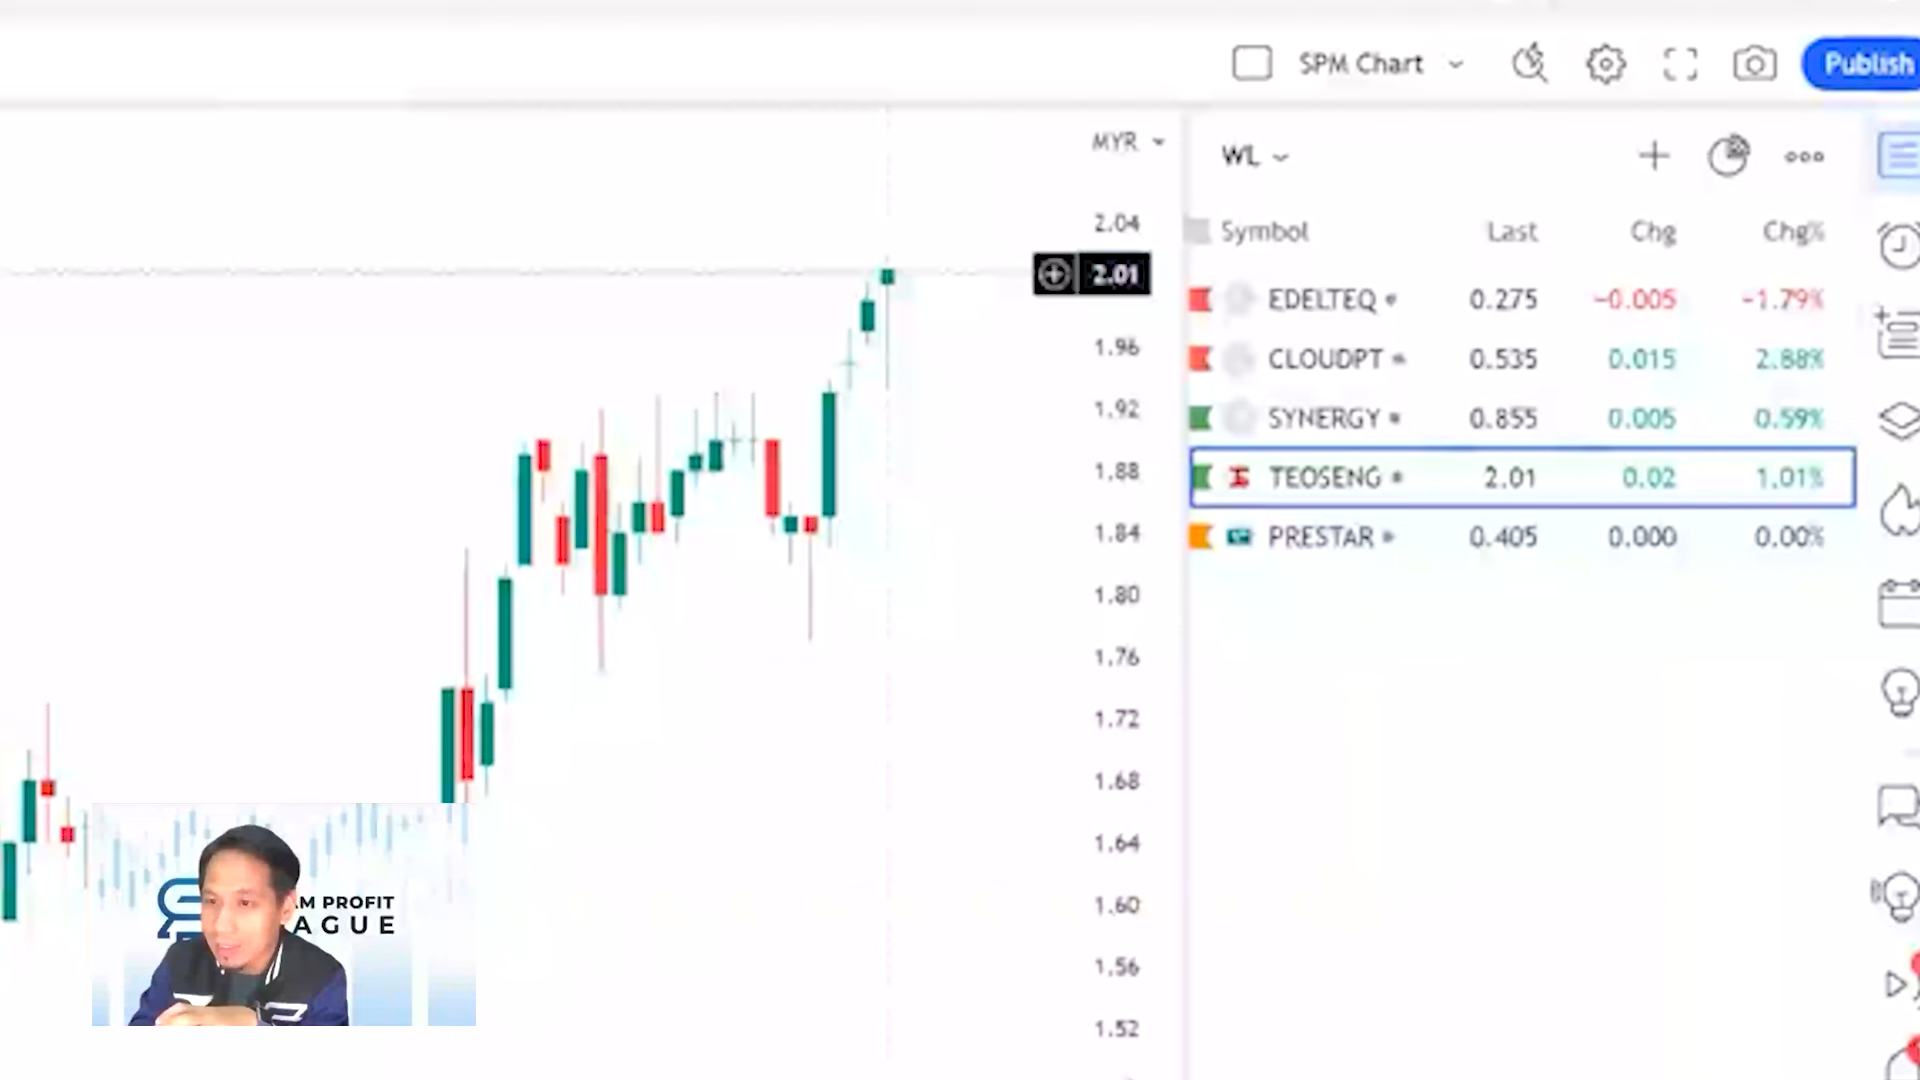 SPM Chart
Publish
MYR
2.04
2.01
1.96
1.92
1.88
1.84
1.80
1.76
1.72
1.68
1.64
1.60
1.56
1.52
WL
Symbol Last Chg Chg%
EDELTEQ 0.275 −0.005 −1.79%
CLOUDPT 0.535 0.015 2.88%
SYNERGY 0.855 0.005 0.59%
TEOSENG 2.01 0.02 1.01%
PRESTAR 0.405 0.000 0.00%
AM PROFIT
AGUE